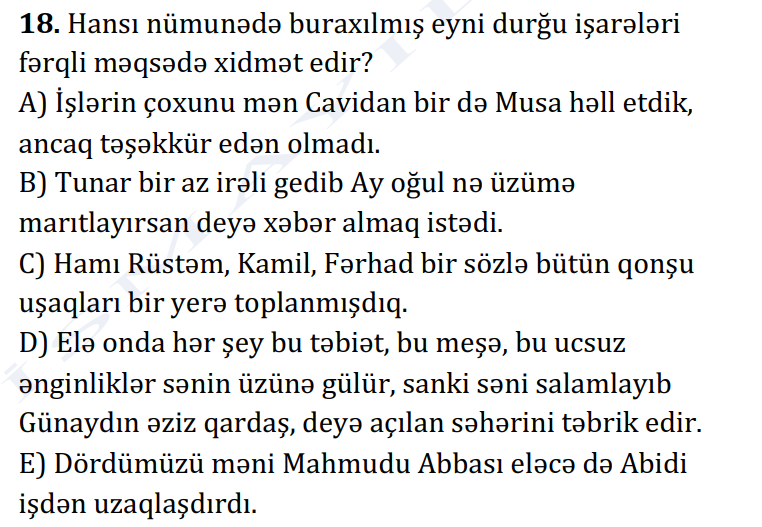 18. Hansı nümunədə buraxılmış eyni durğu işarələri
fərqli məqsədə xidmət edir?
A) İşlərin çoxunu mən Cavidan bir də Musa həll etdik,
ancaq təşəkkür edən olmadı.
B) Tunar bir az irəli gedib Ay oğul nə üzümə
marıtlayırsan deyə xəbər almaq istədi.
C) Hamı Rüstəm, Kamil, Fərhad bir sözlə bütün qonşu
uşaqları bir yerə toplanmışdıq.
D) Elə onda hər şey bu təbiət, bu meşə, bu ucsuz
ənginliklər sənin üzünə gülür, sanki səni salamlayıb
Günaydın əziz qardaş, deyə açılan səhərini təbrik edir.
E) Dördümüzü məni Mahmudu Abbası eləcə də Abidi
işdən uzaqlaşdırdı.